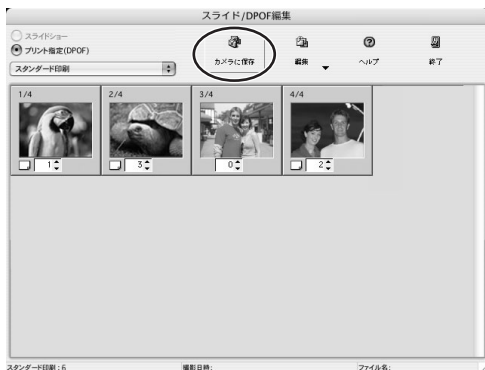 スライド/DPOF編集
スライドショー
プリント指定(DPOF)
スタンダード印刷
カメラに保存
編集
ヘルプ
終了
1/4
2/4
3/4
4/4
1
3
0
2
スタンダード印刷:6
撮影日時:
ファイル名: